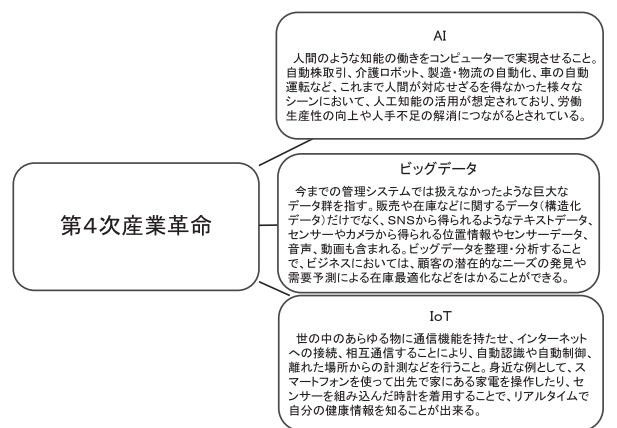 AI
人間のような知能の働きをコンピューターで実現させること。
自動株取引、介護ロボット、製造・物流の自動化、車の自動
運転など、これまで人間が対応せざるを得なかった様々な
シーンにおいて、人工知能の活用が想定されており、労働
生産性の向上や人手不足の解消につながるとされている。
第4次産業革命
ビッグデータ
今までの管理システムでは扱えなかったような巨大な
データ群を指す。販売や在庫などに関するデータ(構造化
データ)だけでなく、SNSから得られるようなテキストデータ、
センサーやカメラから得られる位置情報やセンサーデータ、
音声、動画も含まれる。ビッグデータを整理・分析すること
で、ビジネスにおいては、顧客の潜在的なニーズの発見や
需要予測による在庫最適化などをはかることができる。
IoT
世の中のあらゆる物に通信機能を持たせ、インターネット
への接続、相互通信することにより、自動認識や自動制御、
離れた場所からの計測などを行うこと。身近な例として、ス
マートフォンを使って出先で家にある家電を操作したり、セ
ンサーを組み込んだ時計を着用することで、リアルタイムで
自分の健康情報を知ることが出来る。